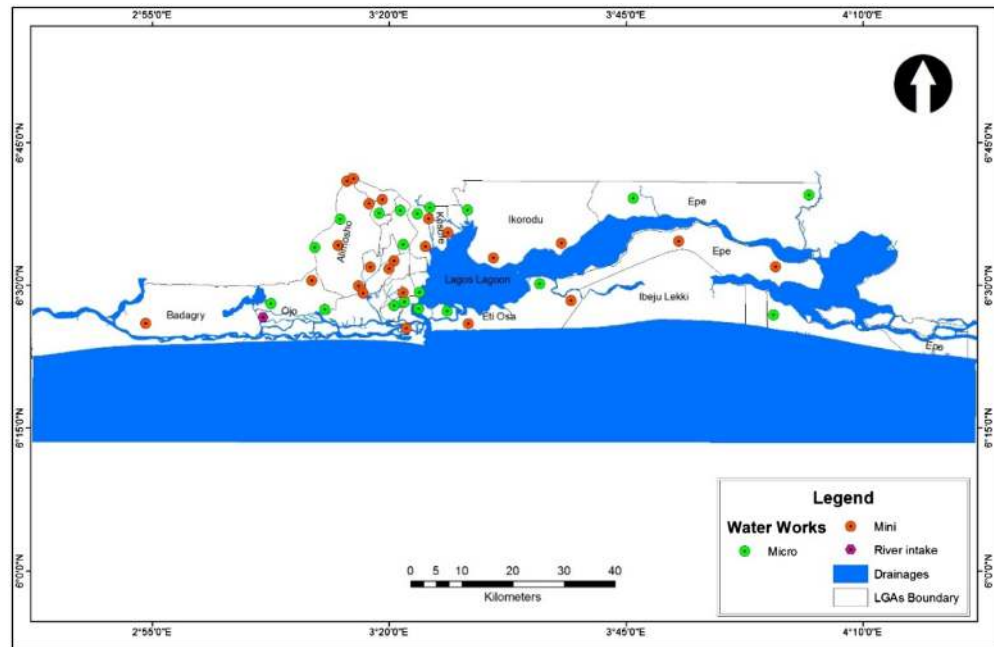 2°55'0"E 3°20'0"E 3°45'0"E 4°10'0"E
6°45'0"N 6°45'0"N
Epe
Ikorodu
Kosofe
Alimosho
Epe
Lagos Lagoon
6°30'0"N 6°30'0"N
Ibeju Lekki
Badagry Ojo Eti Osa
Epe
6°15'0"N 6°15'0"N
Legend
Water Works
Micro
Mini
River intake
Drainages
LGAs Boundary
6°0'0"N 6°0'0"N
0 5 10 20 30 40
Kilometers
2°55'0"E 3°20'0"E 3°45'0"E 4°10'0"E